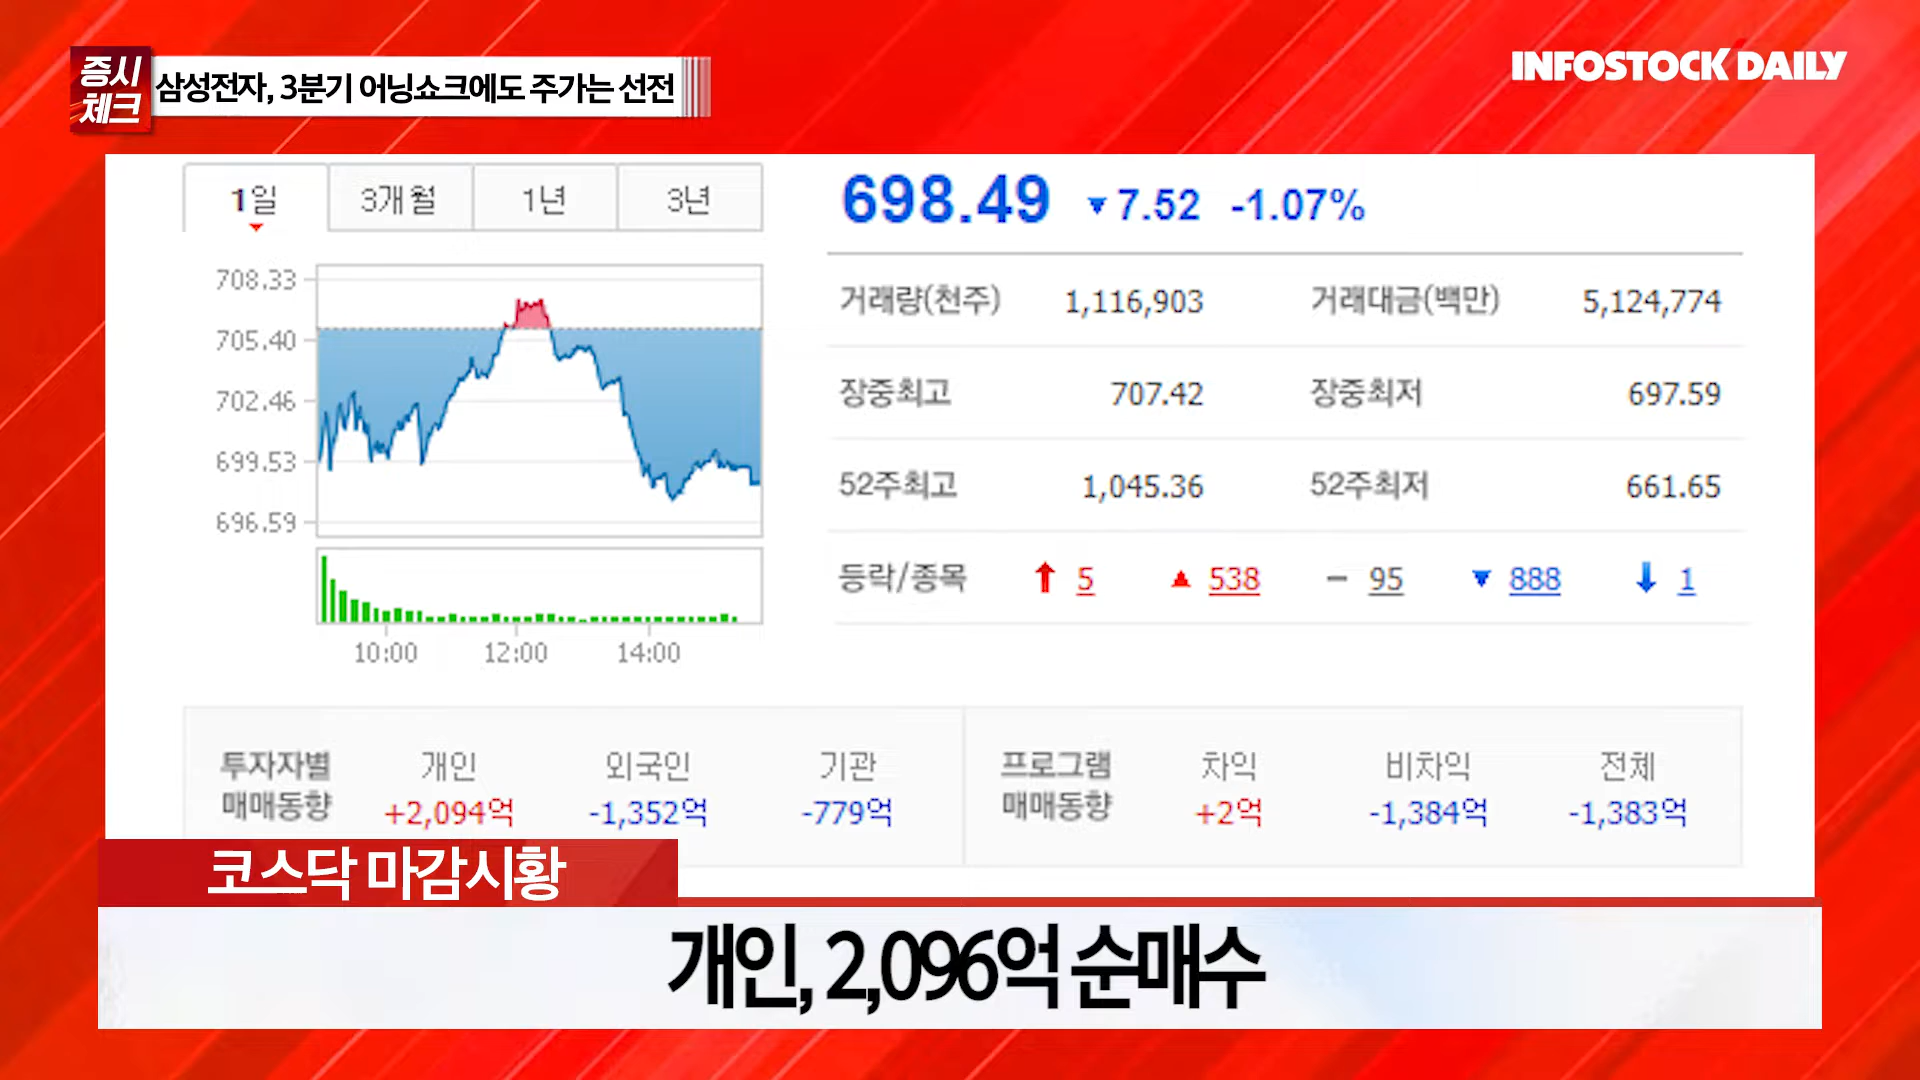 증시
체크
삼성전자, 3분기 어닝쇼크에도 주가는 선전
INFOSTOCK DAILY
1일 3개월 1년 3년
698.49 ▼7.52 -1.07%
708.33
705.40
702.46
699.53
696.59
10:00 12:00 14:00
거래량(천주) 1,116,903 거래대금(백만) 5,124,774
장중최고 707.42 장중최저 697.59
52주최고 1,045.36 52주최저 661.65
등락/종목 ↑ 5 ▲ 538 − 95 ▼ 888 ↓ 1
투자자별 개인 외국인 기관
매매동향 +2,094억 -1,352억 -779억
프로그램 차익 비차익 전체
매매동향 +2억 -1,384억 -1,383억
코스닥 마감시황
개인, 2,096억 순매수